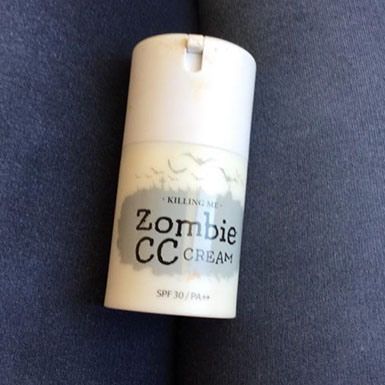 · KILLING ME ·
Zombie
CC CREAM
SPF 30 / PA++